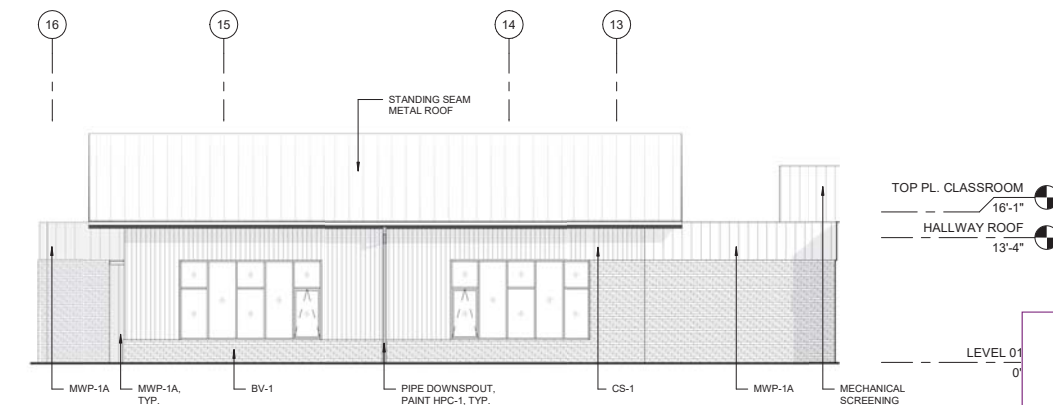 16
15
14
13
STANDING SEAM
METAL ROOF
TOP PL. CLASSROOM
16'-1"
HALLWAY ROOF
13'-4"
LEVEL 01
0'
MWP-1A
MWP-1A,
TYP.
BV-1
PIPE DOWNSPOUT,
PAINT HPC-1, TYP.
CS-1
MWP-1A
MECHANICAL
SCREENING